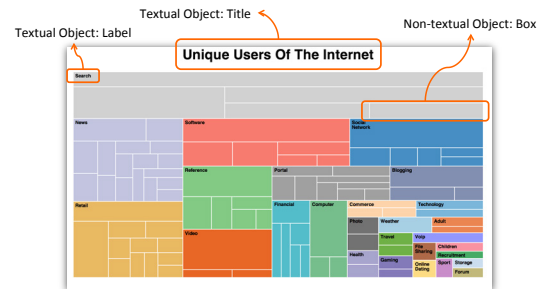 Textual Object: Title
Textual Object: Label
Non-textual Object: Box
Unique Users Of The Internet
Search
News
Software
Social
Network
Reference
Portal
Blogging
Retail
Financial
Computer
Commerce
Technology
Photo
Weather
Adult
Video
Travel
Voip
File
Sharing
Children
Recruitment
Health
Gaming
Online
Dating
Sport
Storage
Forum